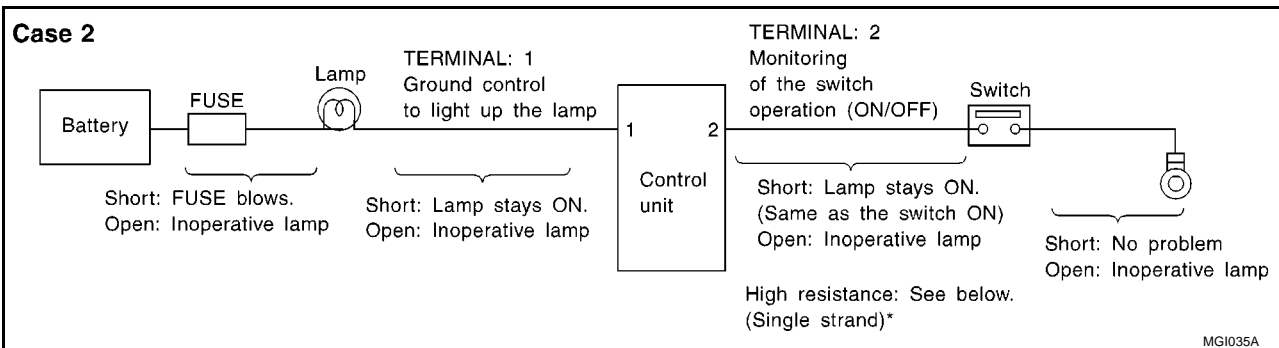 Case 2
Battery
FUSE
Lamp
TERMINAL: 1
Ground control
to light up the lamp
1
2
Control
unit
TERMINAL: 2
Monitoring
of the switch
operation (ON/OFF)
Switch
Short: FUSE blows.
Open: Inoperative lamp
Short: Lamp stays ON.
Open: Inoperative lamp
Short: Lamp stays ON.
(Same as the switch ON)
Open: Inoperative lamp
High resistance: See below.
(Single strand)*
Short: No problem
Open: Inoperative lamp
MGI035A